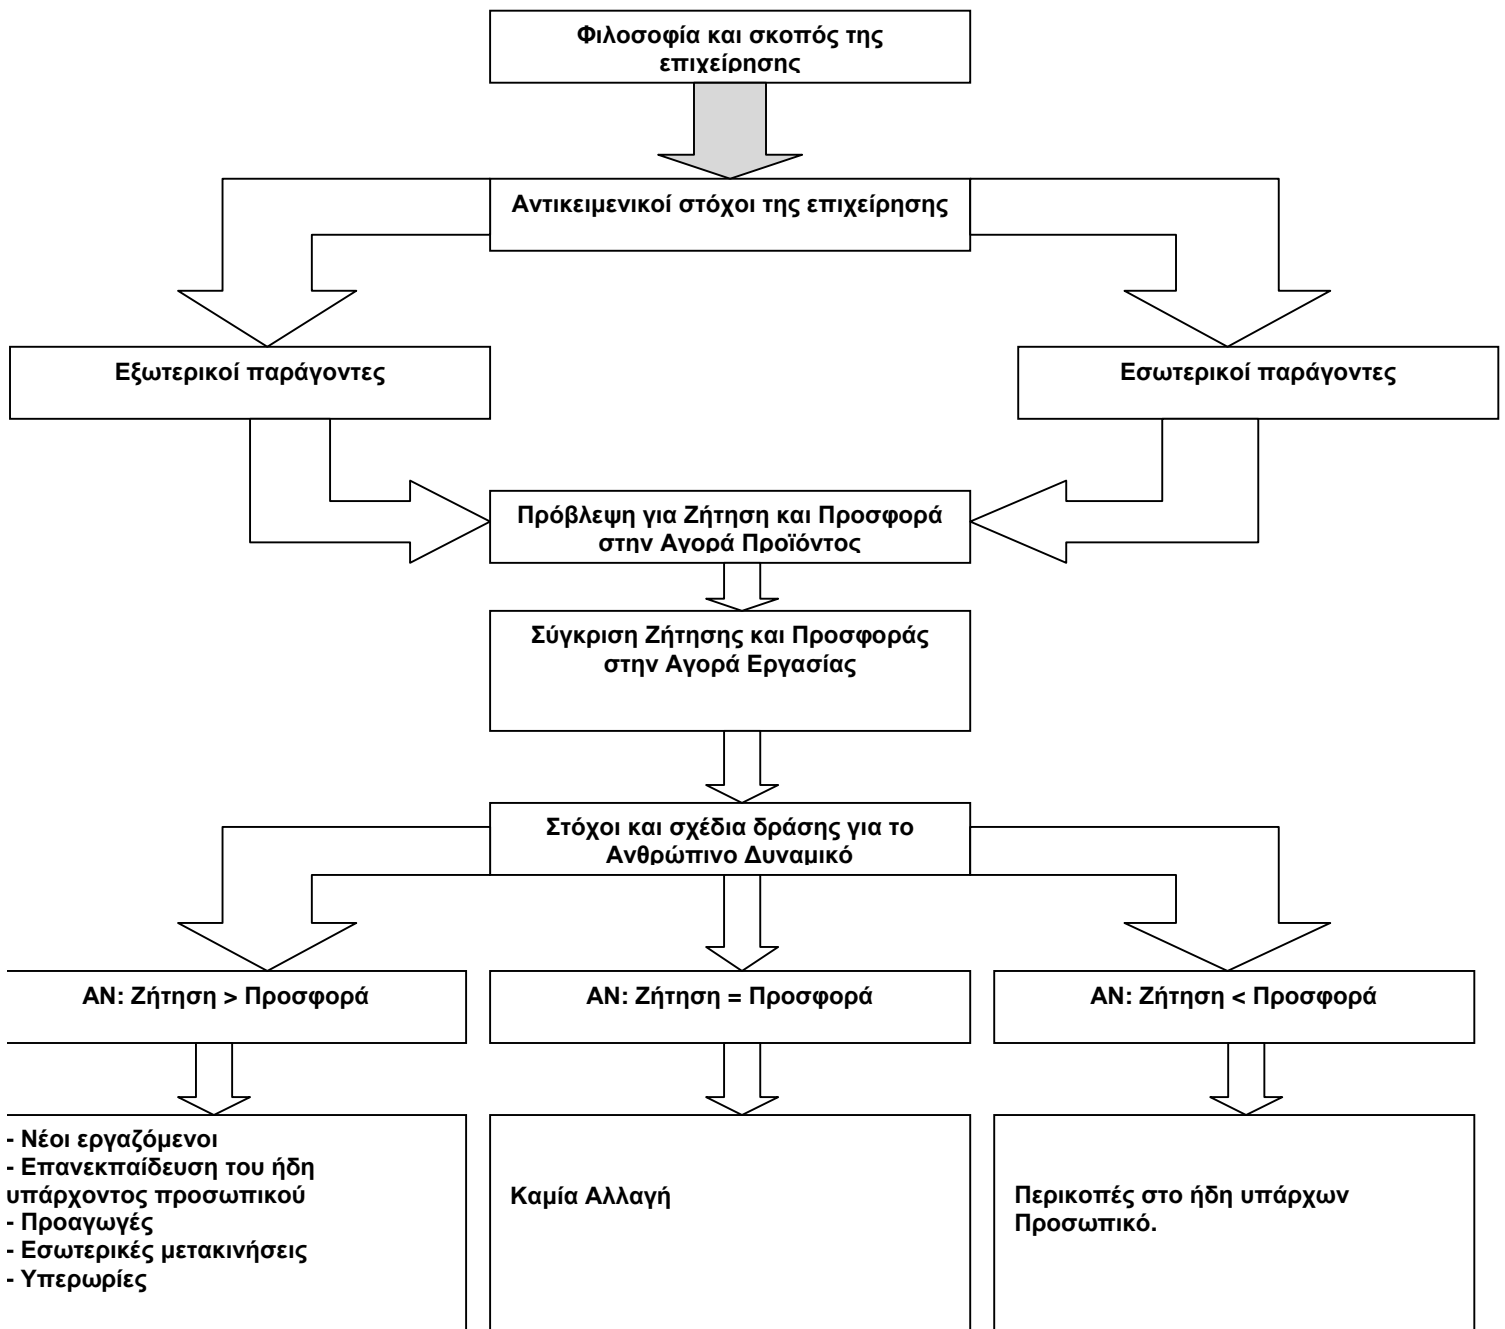 Φιλοσοφία και σκοπός της
επιχείρησης
Αντικειμενικοί στόχοι της επιχείρησης
Εξωτερικοί παράγοντες
Εσωτερικοί παράγοντες
Πρόβλεψη για Ζήτηση και Προσφορά
στην Αγορά Προϊόντος
Σύγκριση Ζήτησης και Προσφοράς
στην Αγορά Εργασίας
Στόχοι και σχέδια δράσης για το
Ανθρώπινο Δυναμικό
ΑΝ: Ζήτηση > Προσφορά
ΑΝ: Ζήτηση = Προσφορά
ΑΝ: Ζήτηση < Προσφορά
- Νέοι εργαζόμενοι
- Επανεκπαίδευση του ήδη
υπάρχοντος προσωπικού
- Προαγωγές
- Εσωτερικές μετακινήσεις
- Υπερωρίες
Καμία Αλλαγή
Περικοπές στο ήδη υπάρχων
Προσωπικό.